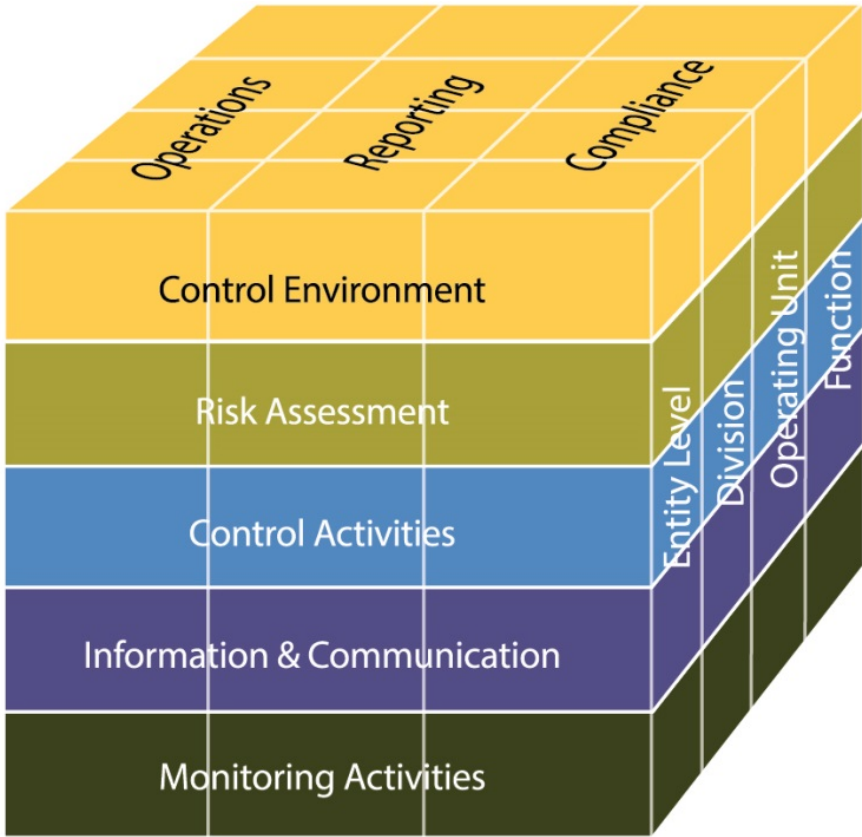 Operations
Reporting
Compliance
Control Environment
Risk Assessment
Control Activities
Information & Communication
Monitoring Activities
Entity Level
Division
Operating Unit
Function